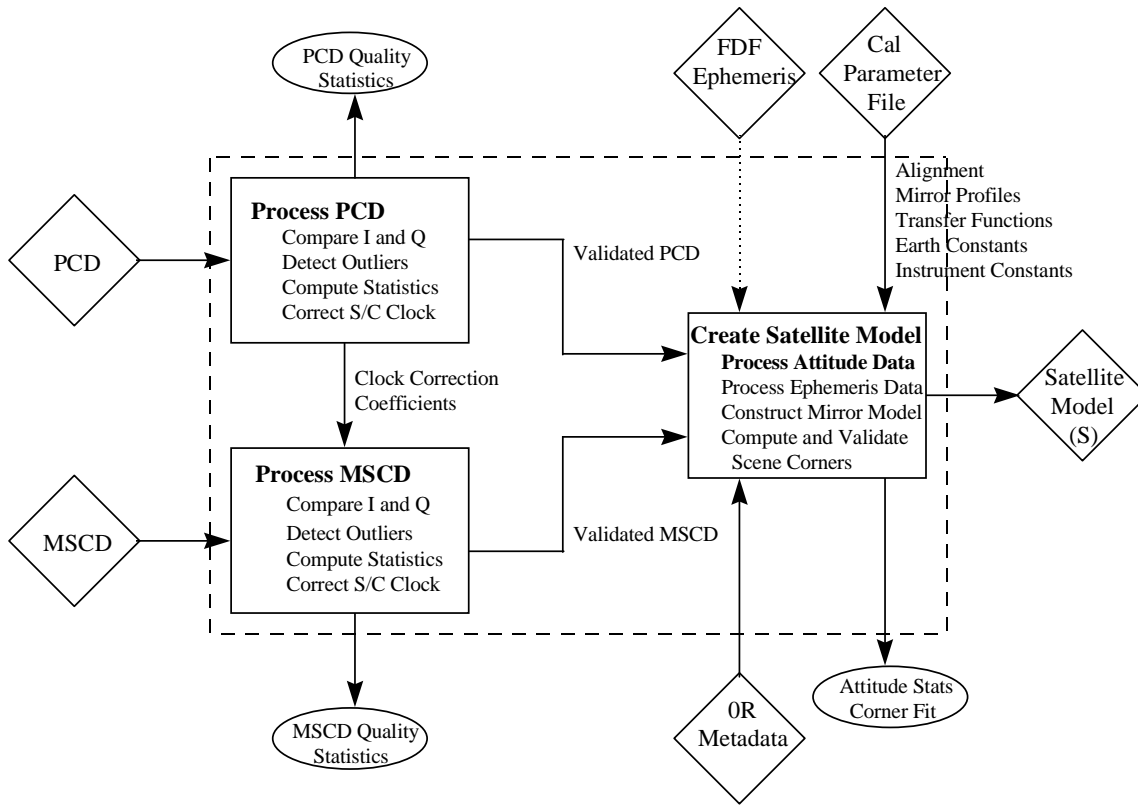 PCD Quality
Statistics
FDF
Ephemeris
Cal
Parameter
File
Alignment
Mirror Profiles
Transfer Functions
Earth Constants
Instrument Constants
PCD
Process PCD
Compare I and Q
Detect Outliers
Compute Statistics
Correct S/C Clock
Validated PCD
Clock Correction
Coefficients
Create Satellite Model
Process Attitude Data
Process Ephemeris Data
Construct Mirror Model
Compute and Validate
Scene Corners
Satellite
Model
(S)
MSCD
Process MSCD
Compare I and Q
Detect Outliers
Compute Statistics
Correct S/C Clock
Validated MSCD
MSCD Quality
Statistics
0R
Metadata
Attitude Stats
Corner Fit